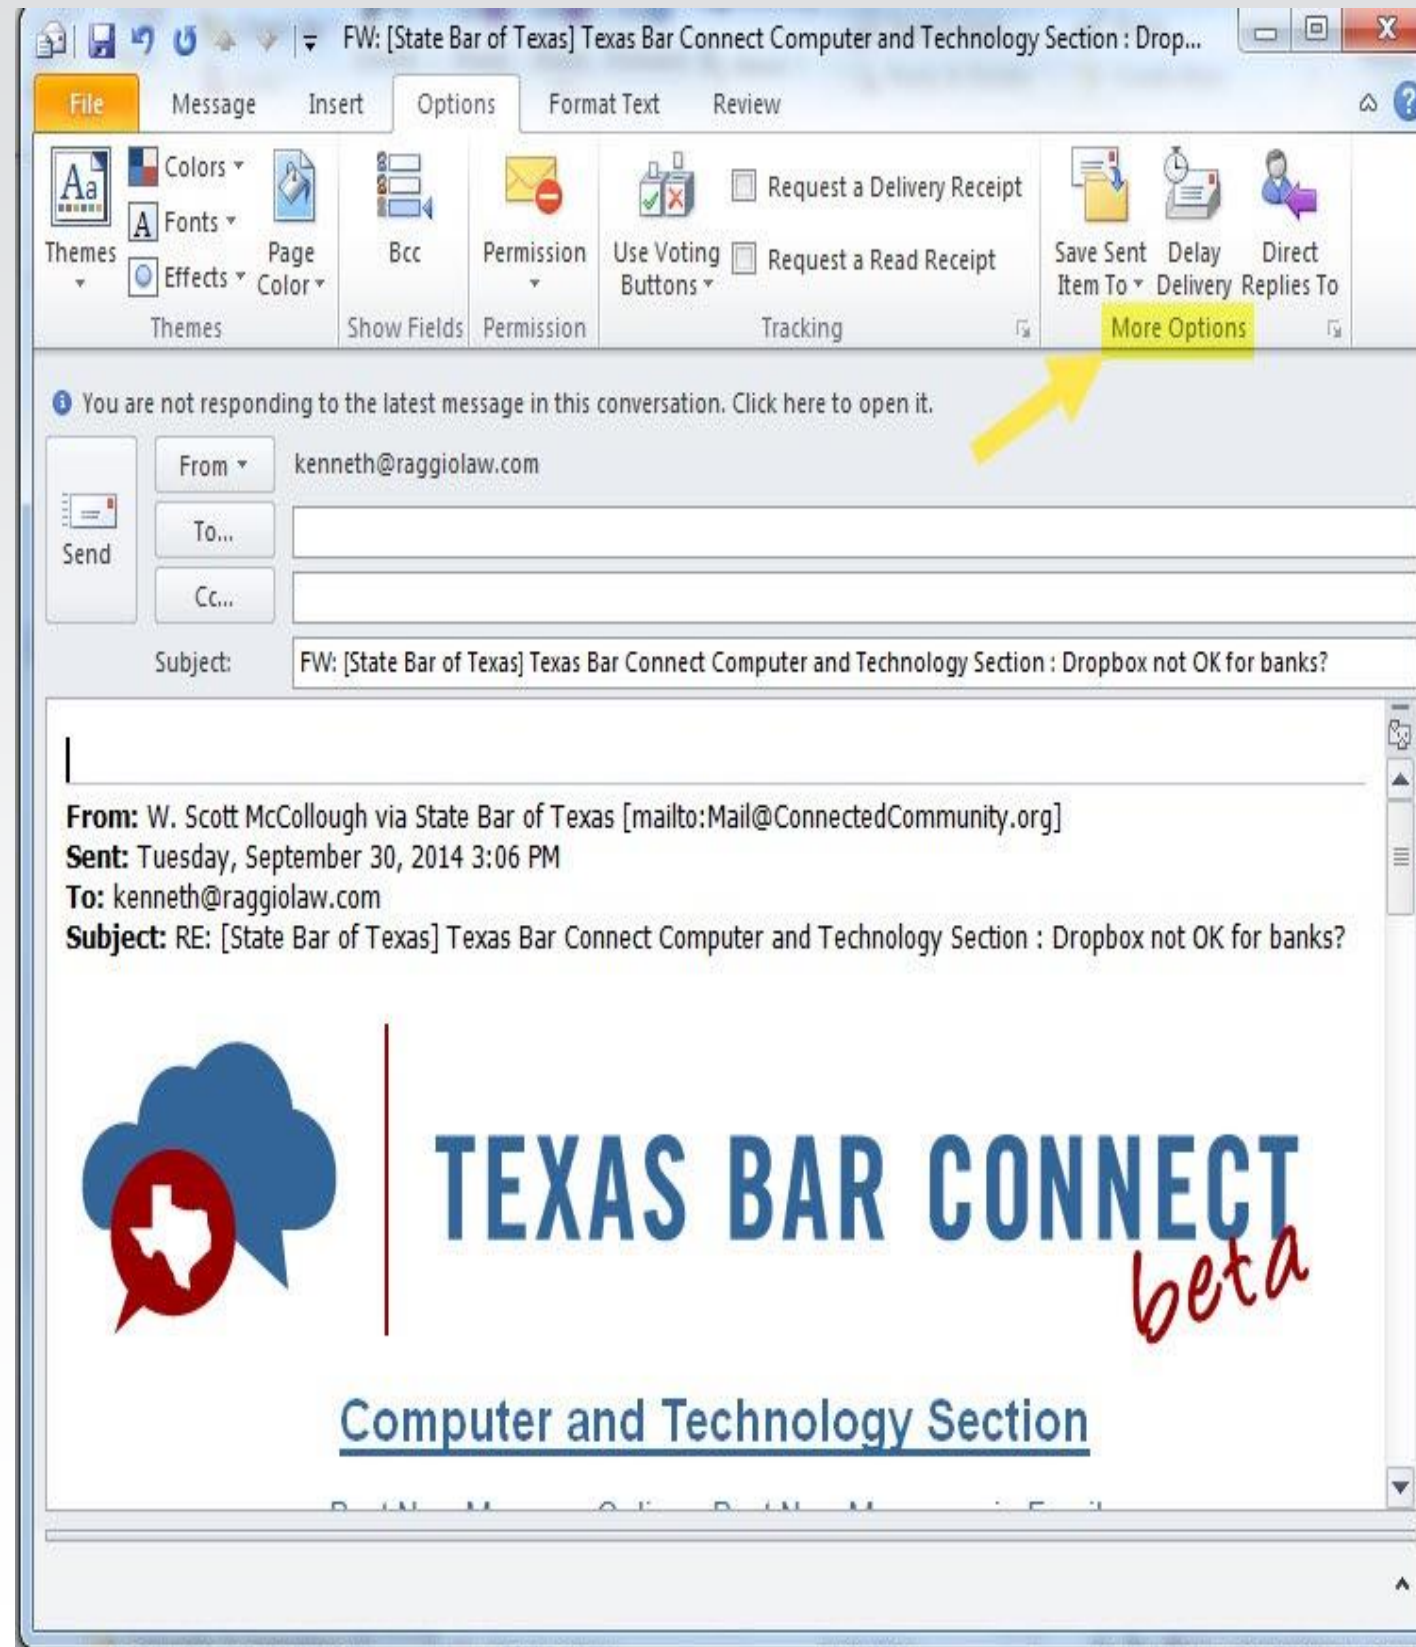 FW: [State Bar of Texas] Texas Bar Connect Computer and Technology Section : Drop...
File Message Insert Options Format Text Review
Aa Colors
A Fonts
Effects
Themes
Page Color
Bcc
Permission
Use Voting Buttons
Request a Delivery Receipt
Request a Read Receipt
Save Sent Item To
Delay Delivery
Direct Replies To
Themes Show Fields Permission Tracking More Options
You are not responding to the latest message in this conversation. Click here to open it.
From kenneth@raggiolaw.com
To...
Send
Cc...
Subject: FW: [State Bar of Texas] Texas Bar Connect Computer and Technology Section : Dropbox not OK for banks?
From: W. Scott McCollough via State Bar of Texas [mailto:Mail@ConnectedCommunity.org]
Sent: Tuesday, September 30, 2014 3:06 PM
To: kenneth@raggiolaw.com
Subject: RE: [State Bar of Texas] Texas Bar Connect Computer and Technology Section : Dropbox not OK for banks?
TEXAS BAR CONNECT
beta
Computer and Technology Section